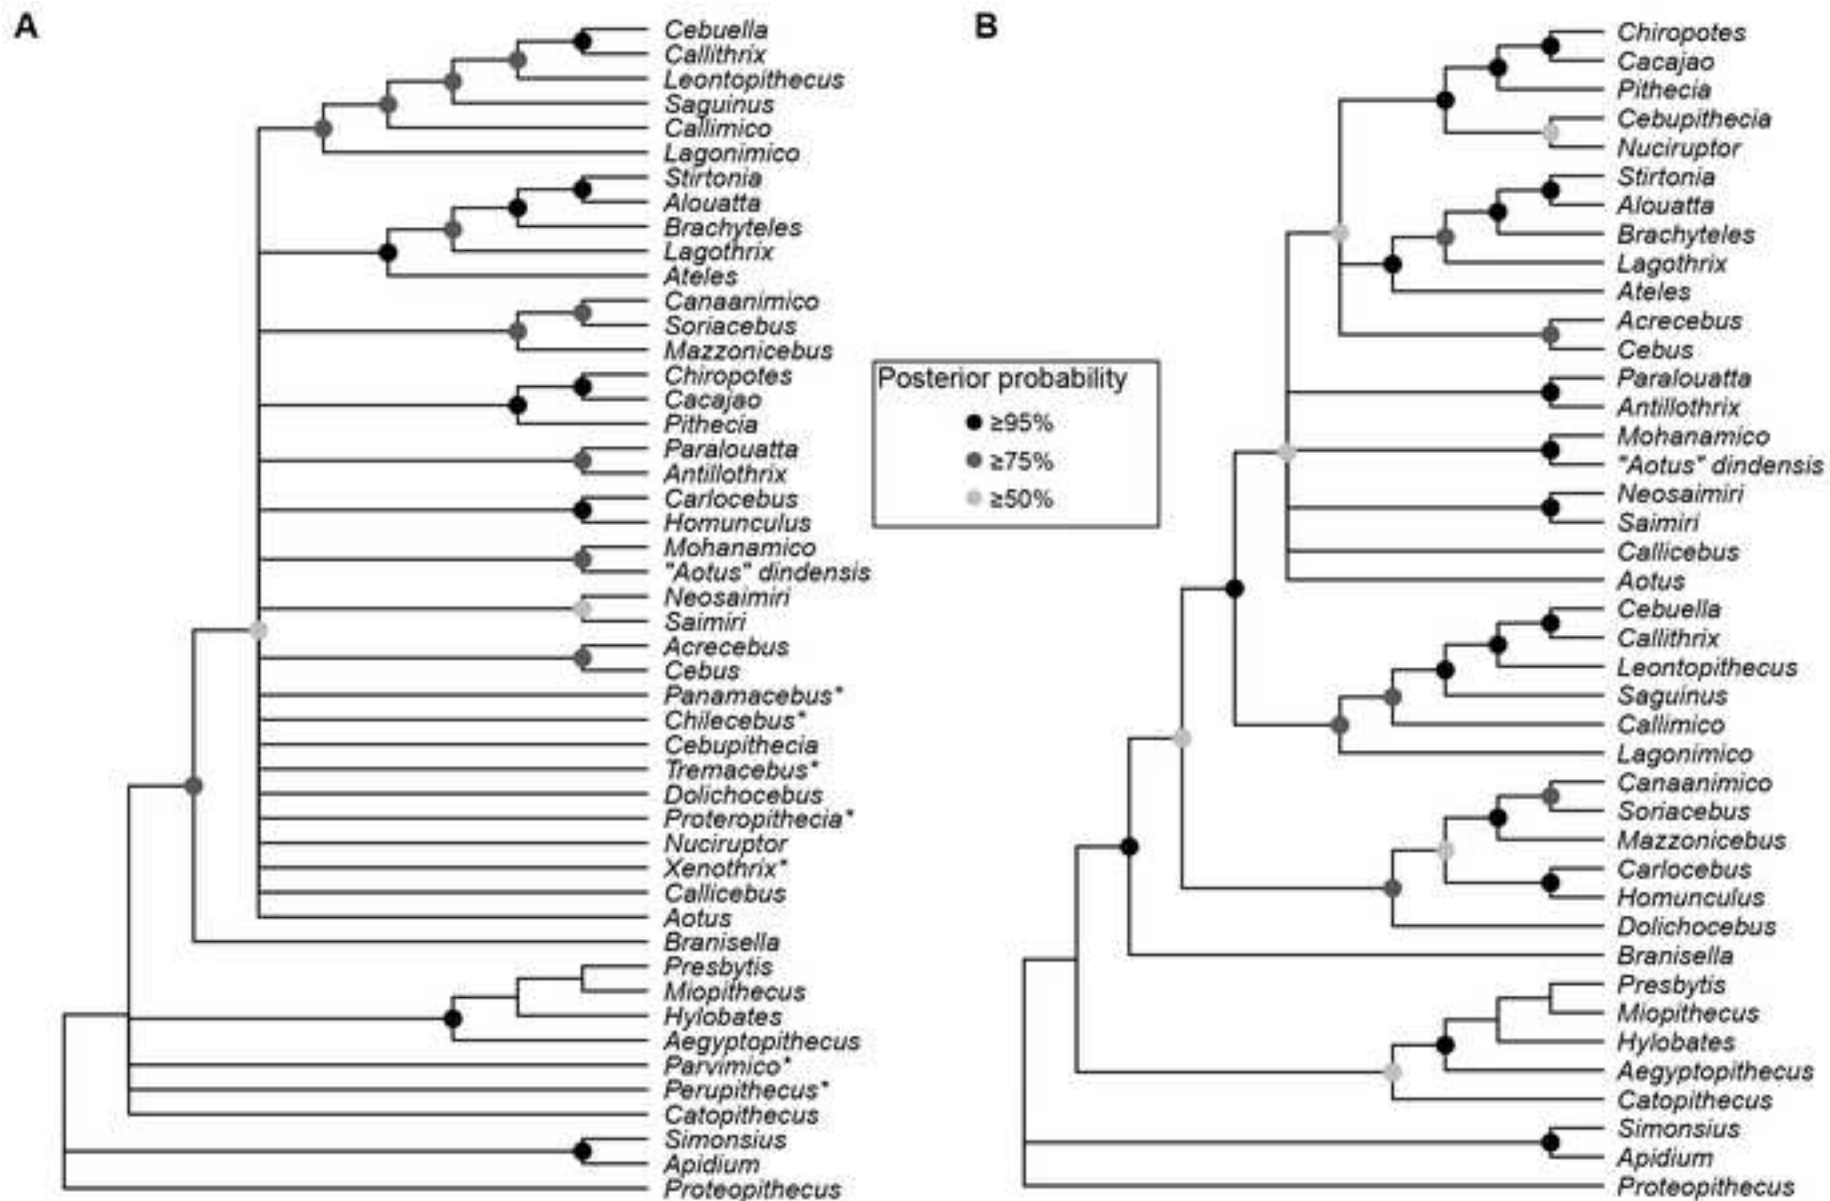 A
Cebuella
Callithrix
Leontopithecus
Saguinus
Callimico
Lagonimico
Stirtonia
Alouatta
Brachyteles
Lagothrix
Ateles
Canaanimico
Soriacebus
Mazzonicebus
Chiropotes
Cacajao
Pithecia
Paralouatta
Antillothrix
Carlocebus
Homunculus
Mohanamico
"Aotus" dindensis
Neosaimiri
Saimiri
Acrecebus
Cebus
Panamacebus*
Chilecebus*
Cebupithecia
Tremacebus*
Dolichocebus
Proteropithecia*
Nuciruptor
Xenothrix*
Callicebus
Aotus
Branisella
Presbytis
Miopithecus
Hylobates
Aegyptopithecus
Parvimico*
Perupithecus*
Catopithecus
Simonsius
Apidium
Proteopithecus
Posterior probability
≥95%
≥75%
≥50%
B
Chiropotes
Cacajao
Pithecia
Cebupithecia
Nuciruptor
Stirtonia
Alouatta
Brachyteles
Lagothrix
Ateles
Acrecebus
Cebus
Paralouatta
Antillothrix
Mohanamico
"Aotus" dindensis
Neosaimiri
Saimiri
Callicebus
Aotus
Cebuella
Callithrix
Leontopithecus
Saguinus
Callimico
Lagonimico
Canaanimico
Soriacebus
Mazzonicebus
Carlocebus
Homunculus
Dolichocebus
Branisella
Presbytis
Miopithecus
Hylobates
Aegyptopithecus
Catopithecus
Simonsius
Apidium
Proteopithecus